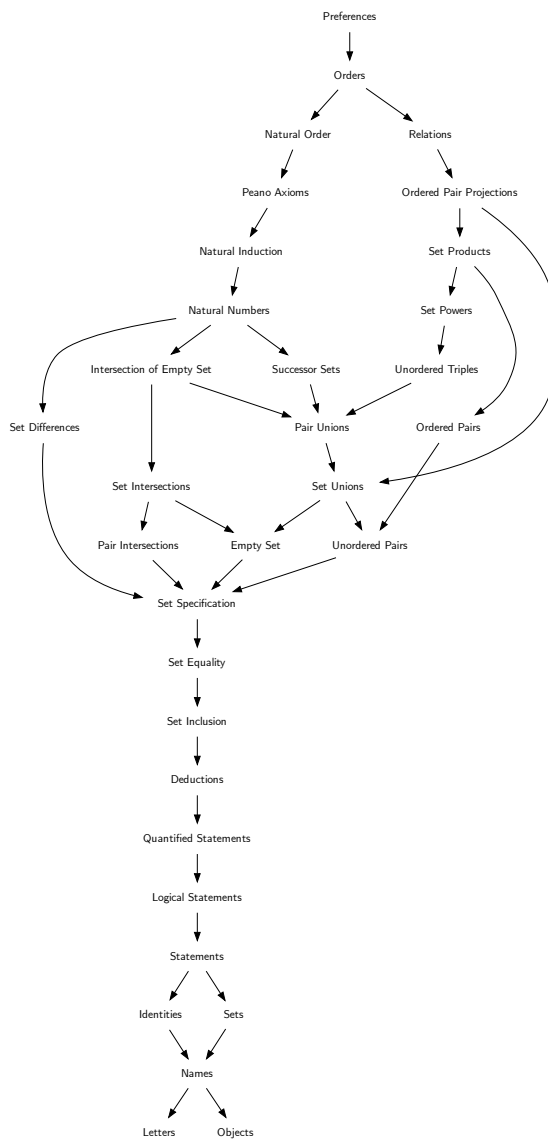 Preferences
Orders
Natural Order
Relations
Peano Axioms
Ordered Pair Projections
Natural Induction
Set Products
Natural Numbers
Set Powers
Intersection of Empty Set
Successor Sets
Unordered Triples
Set Differences
Pair Unions
Ordered Pairs
Set Intersections
Set Unions
Pair Intersections
Empty Set
Unordered Pairs
Set Specification
Set Equality
Set Inclusion
Deductions
Quantified Statements
Logical Statements
Statements
Identities
Sets
Names
Letters
Objects